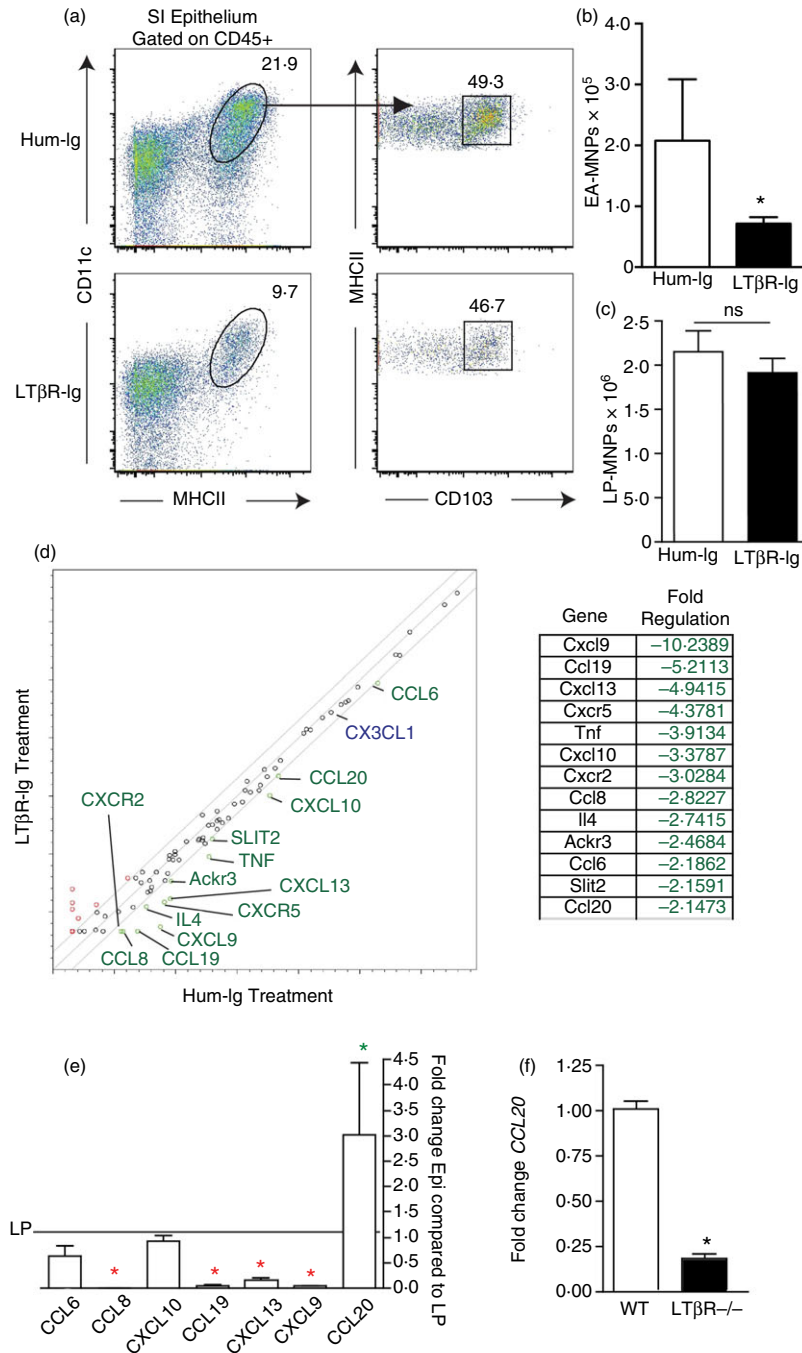 (a)
SI Epithelium
Gated on CD45+
21·9
49·3
Hum-Ig
CD11c
MHCII
9·7
46·7
LTβR-Ig
MHCII
CD103
(b)
EA-MNPs × 10⁵
4·0
3·0
2·0
1·0
0
*
Hum-Ig
LTβR-Ig
(c)
LP-MNPs × 10⁶
ns
2·5
2·0
1·5
1·0
5·0
0
Hum-Ig
LTβR-Ig
(d)
LTβR-Ig Treatment
CCL6
CX3CL1
CCL20
CXCL10
CXCR2
SLIT2
TNF
Ackr3
CXCL13
CXCR5
IL4
CXCL9
CCL8
CCL19
Hum-Ig Treatment
Gene Fold Regulation
Cxcl9 –10·2389
Ccl19 –5·2113
Cxcl13 –4·9415
Cxcr5 –4·3781
Tnf –3·9134
Cxcl10 –3·3787
Cxcr2 –3·0284
Ccl8 –2·8227
Il4 –2·7415
Ackr3 –2·4684
Ccl6 –2·1862
Slit2 –2·1591
Ccl20 –2·1473
(e)
LP
*
*
*
*
*
4·5
3·5
3·0
2·5
2·0
1·5
1·0
0·5
0·0
Fold change Epi compared to LP
CCL6
CCL8
CXCL10
CCL19
CXCL13
CXCL9
CCL20
(f)
Fold change CCL20
1·25
1·00
0·50
0·25
0·00
*
WT
LTβR–/–